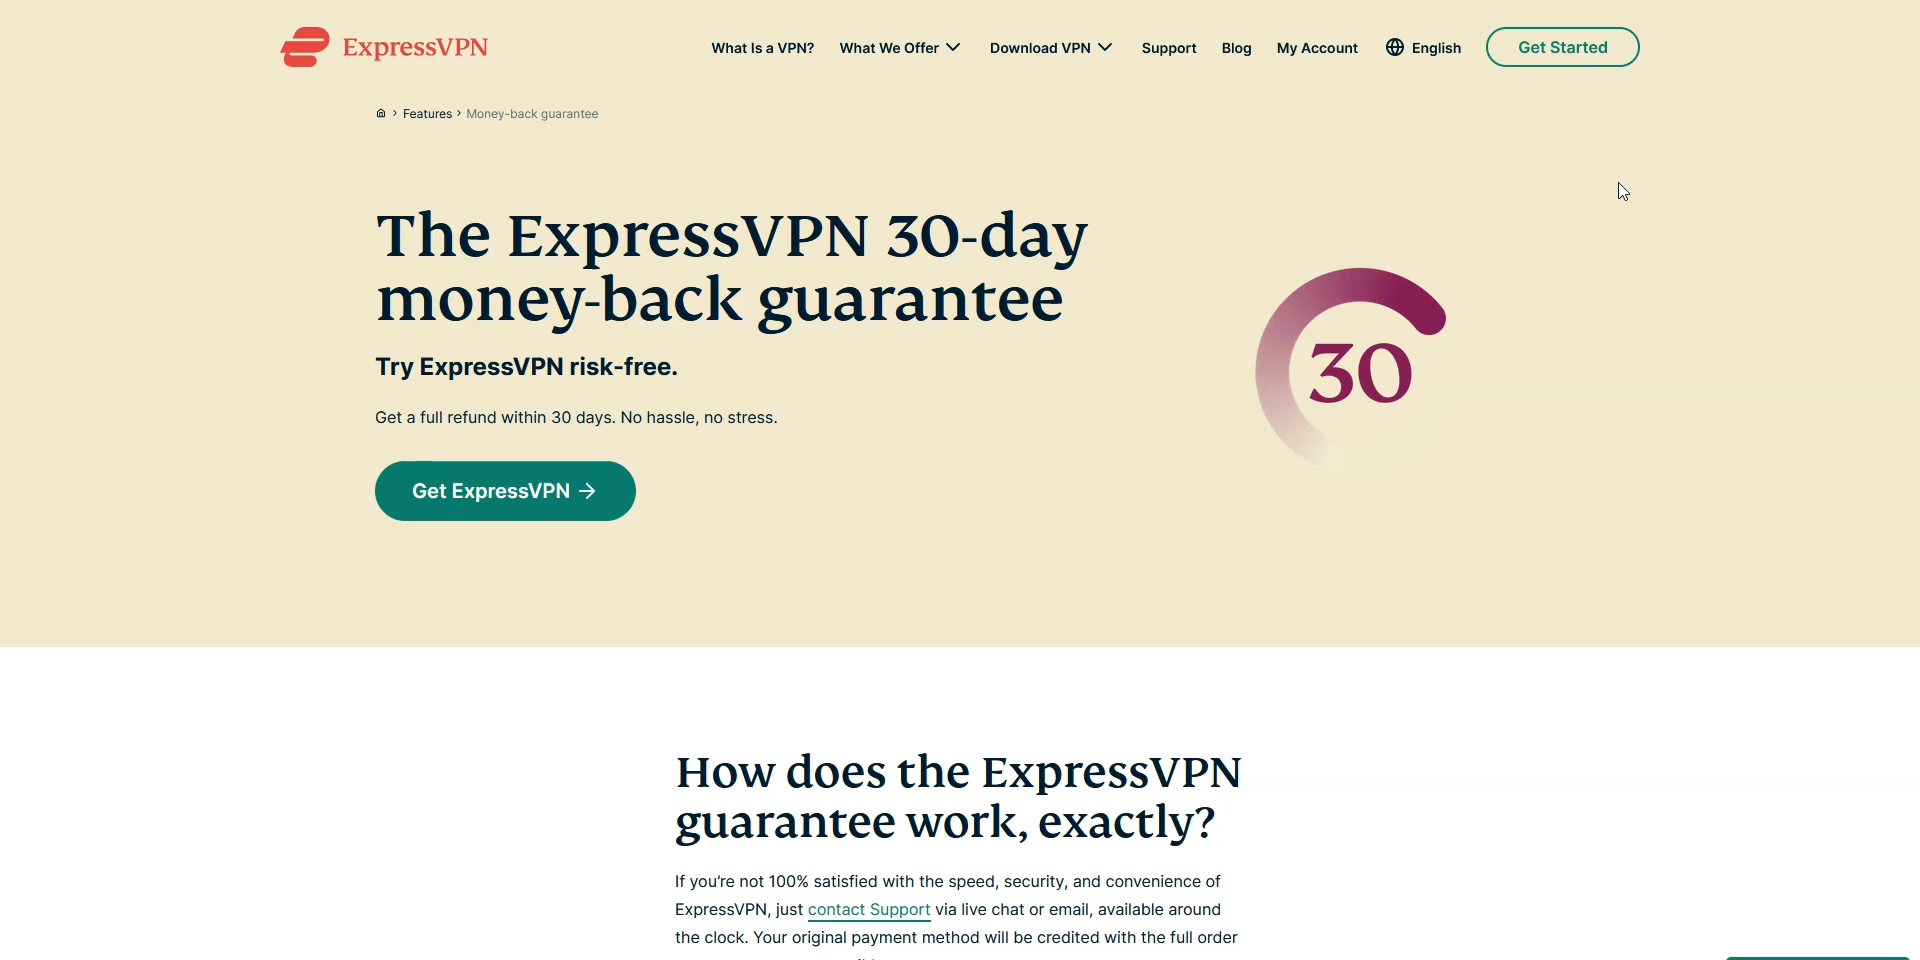 ExpressVPN
What Is a VPN? What We Offer Download VPN Support Blog My Account English Get Started
Features › Money-back guarantee
The ExpressVPN 30-day
money-back guarantee
Try ExpressVPN risk-free.
Get a full refund within 30 days. No hassle, no stress.
Get ExpressVPN →
30
How does the ExpressVPN
guarantee work, exactly?
If you’re not 100% satisfied with the speed, security, and convenience of
ExpressVPN, just contact Support via live chat or email, available around
the clock. Your original payment method will be credited with the full order